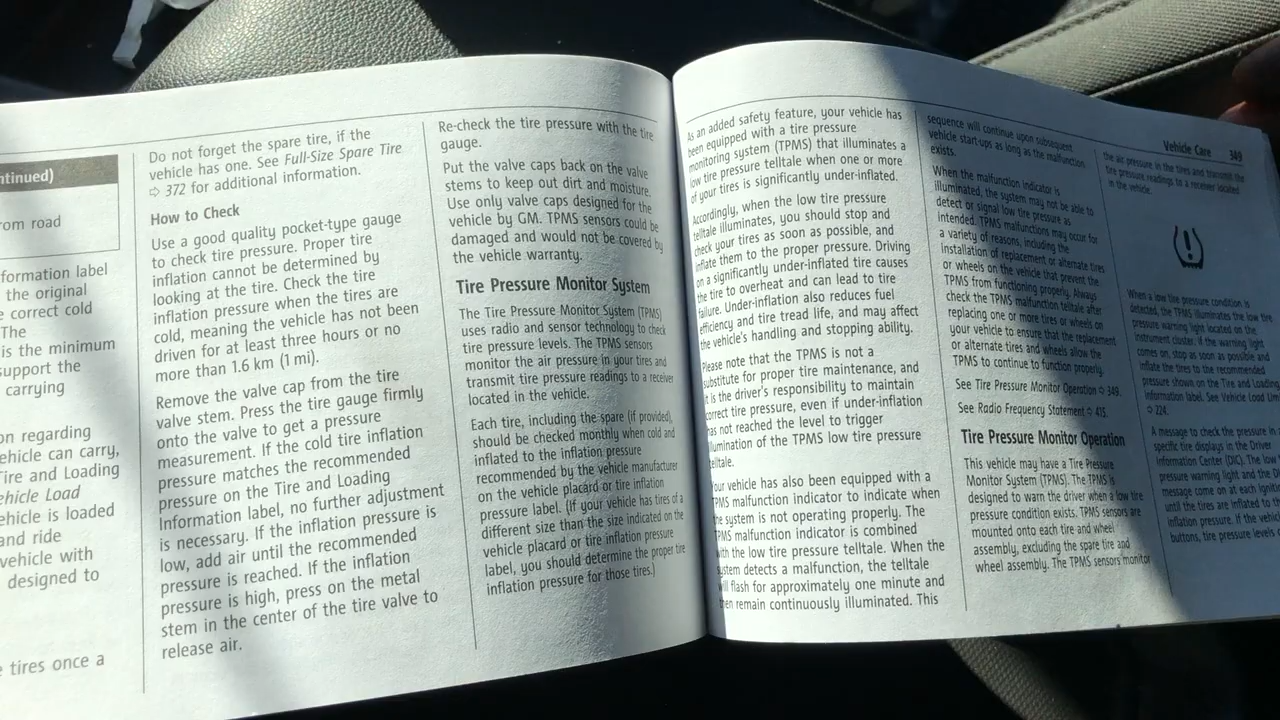 ntinued)
om road
formation label
the original
e correct cold
The
is the minimum
support the
carrying
on regarding
ehicle can carry,
Tire and Loading
ehicle Load
ehicle is loaded
and ride
vehicle with
designed to
e tires once a
Do not forget the spare tire, if the
vehicle has one. See Full-Size Spare Tire
⇨ 372 for additional information.
How to Check
Use a good quality pocket-type gauge
to check tire pressure. Proper tire
inflation cannot be determined by
looking at the tire. Check the tire
inflation pressure when the tires are
cold, meaning the vehicle has not been
driven for at least three hours or no
more than 1.6 km (1 mi).
Remove the valve cap from the tire
valve stem. Press the tire gauge firmly
onto the valve to get a pressure
measurement. If the cold tire inflation
pressure matches the recommended
pressure on the Tire and Loading
Information label, no further adjustment
is necessary. If the inflation pressure is
low, add air until the recommended
pressure is reached. If the inflation
pressure is high, press on the metal
stem in the center of the tire valve to
release air.
Re-check the tire pressure with the tire
gauge.
Put the valve caps back on the valve
stems to keep out dirt and moisture.
Use only valve caps designed for the
vehicle by GM. TPMS sensors could be
damaged and would not be covered by
the vehicle warranty.
Tire Pressure Monitor System
The Tire Pressure Monitor System (TPMS)
uses radio and sensor technology to check
tire pressure levels. The TPMS sensors
monitor the air pressure in your tires and
transmit tire pressure readings to a receiver
located in the vehicle.
Each tire, including the spare (if provided),
should be checked monthly when cold and
inflated to the inflation pressure
recommended by the vehicle manufacturer
on the vehicle placard or tire inflation
pressure label. (If your vehicle has tires of a
different size than the size indicated on the
vehicle placard or tire inflation pressure
label, you should determine the proper tire
inflation pressure for those tires.)
Vehicle Care 349
As an added safety feature, your vehicle has
been equipped with a tire pressure
monitoring system (TPMS) that illuminates a
low tire pressure telltale when one or more
of your tires is significantly under-inflated.
Accordingly, when the low tire pressure
telltale illuminates, you should stop and
check your tires as soon as possible, and
inflate them to the proper pressure. Driving
on a significantly under-inflated tire causes
the tire to overheat and can lead to tire
failure. Under-inflation also reduces fuel
efficiency and tire tread life, and may affect
the vehicle's handling and stopping ability.
Please note that the TPMS is not a
substitute for proper tire maintenance, and
it is the driver's responsibility to maintain
correct tire pressure, even if under-inflation
has not reached the level to trigger
illumination of the TPMS low tire pressure
telltale.
Your vehicle has also been equipped with a
TPMS malfunction indicator to indicate when
the system is not operating properly. The
TPMS malfunction indicator is combined
with the low tire pressure telltale. When the
system detects a malfunction, the telltale
will flash for approximately one minute and
then remain continuously illuminated. This
sequence will continue upon subsequent
vehicle start-ups as long as the malfunction
exists.
When the malfunction indicator is
illuminated, the system may not be able to
detect or signal low tire pressure as
intended. TPMS malfunctions may occur for
a variety of reasons, including the
installation of replacement or alternate tires
or wheels on the vehicle that prevent the
TPMS from functioning properly. Always
check the TPMS malfunction telltale after
replacing one or more tires or wheels on
your vehicle to ensure that the replacement
or alternate tires and wheels allow the
TPMS to continue to function properly.
See Tire Pressure Monitor Operation ⇨ 349.
See Radio Frequency Statement ⇨ 415.
Tire Pressure Monitor Operation
This vehicle may have a Tire Pressure
Monitor System (TPMS). The TPMS is
designed to warn the driver when a low tire
pressure condition exists. TPMS sensors are
mounted onto each tire and wheel
assembly, excluding the spare tire and
wheel assembly. The TPMS sensors monitor
the air pressure in the tires and transmit the
tire pressure readings to a receiver located
in the vehicle.
When a low tire pressure condition is
detected, the TPMS illuminates the low tire
pressure warning light located on the
instrument cluster. If the warning light
comes on, stop as soon as possible and
inflate the tires to the recommended
pressure shown on the Tire and Loading
Information label. See Vehicle Load Limi
⇨ 224.
A message to check the pressure in a
specific tire displays in the Driver
Information Center (DIC). The low
pressure warning light and the DI
message come on at each igniti
until the tires are inflated to th
inflation pressure. If the vehicl
buttons, tire pressure levels